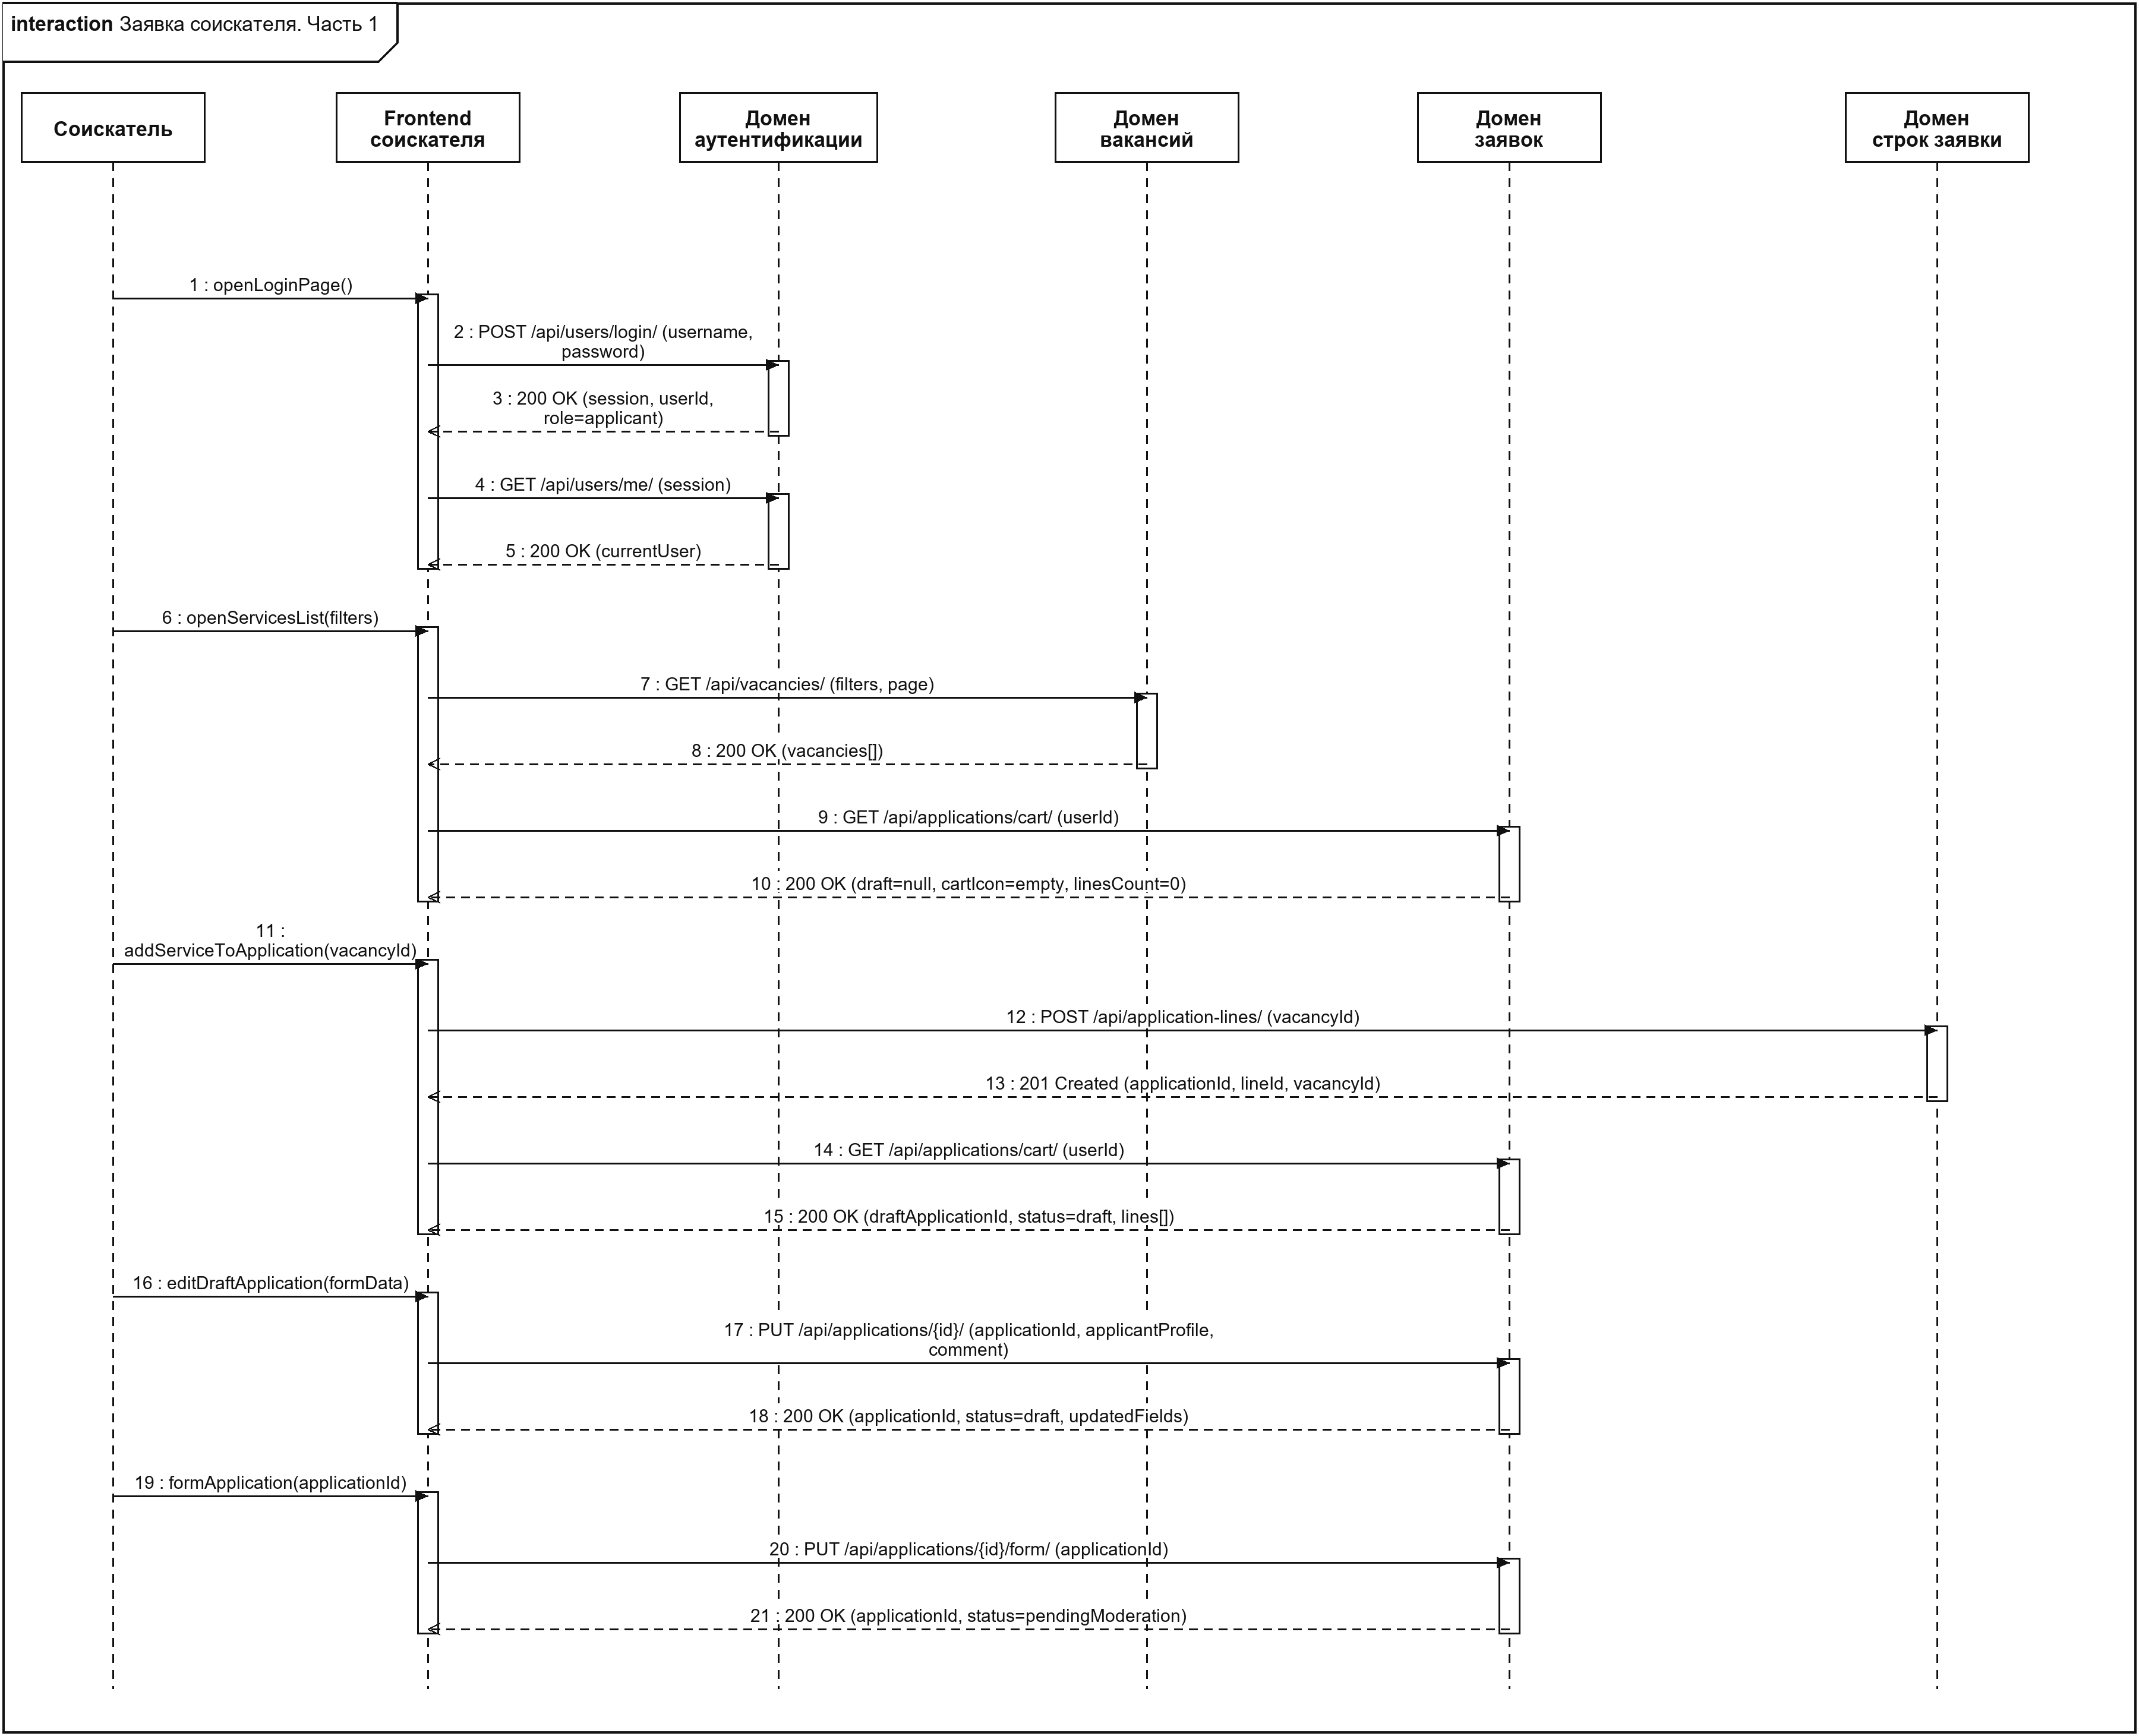 interaction Заявка соискателя. Часть 1
Соискатель
Frontend
соискателя
Домен
аутентификации
Домен
вакансий
Домен
заявок
Домен
строк заявки
1 : openLoginPage()
2 : POST /api/users/login/ (username,
password)
3 : 200 OK (session, userId,
role=applicant)
4 : GET /api/users/me/ (session)
5 : 200 OK (currentUser)
6 : openServicesList(filters)
7 : GET /api/vacancies/ (filters, page)
8 : 200 OK (vacancies[])
9 : GET /api/applications/cart/ (userId)
10 : 200 OK (draft=null, cartIcon=empty, linesCount=0)
11 :
addServiceToApplication(vacancyId)
12 : POST /api/application-lines/ (vacancyId)
13 : 201 Created (applicationId, lineId, vacancyId)
14 : GET /api/applications/cart/ (userId)
15 : 200 OK (draftApplicationId, status=draft, lines[])
16 : editDraftApplication(formData)
17 : PUT /api/applications/{id}/ (applicationId, applicantProfile,
comment)
18 : 200 OK (applicationId, status=draft, updatedFields)
19 : formApplication(applicationId)
20 : PUT /api/applications/{id}/form/ (applicationId)
21 : 200 OK (applicationId, status=pendingModeration)